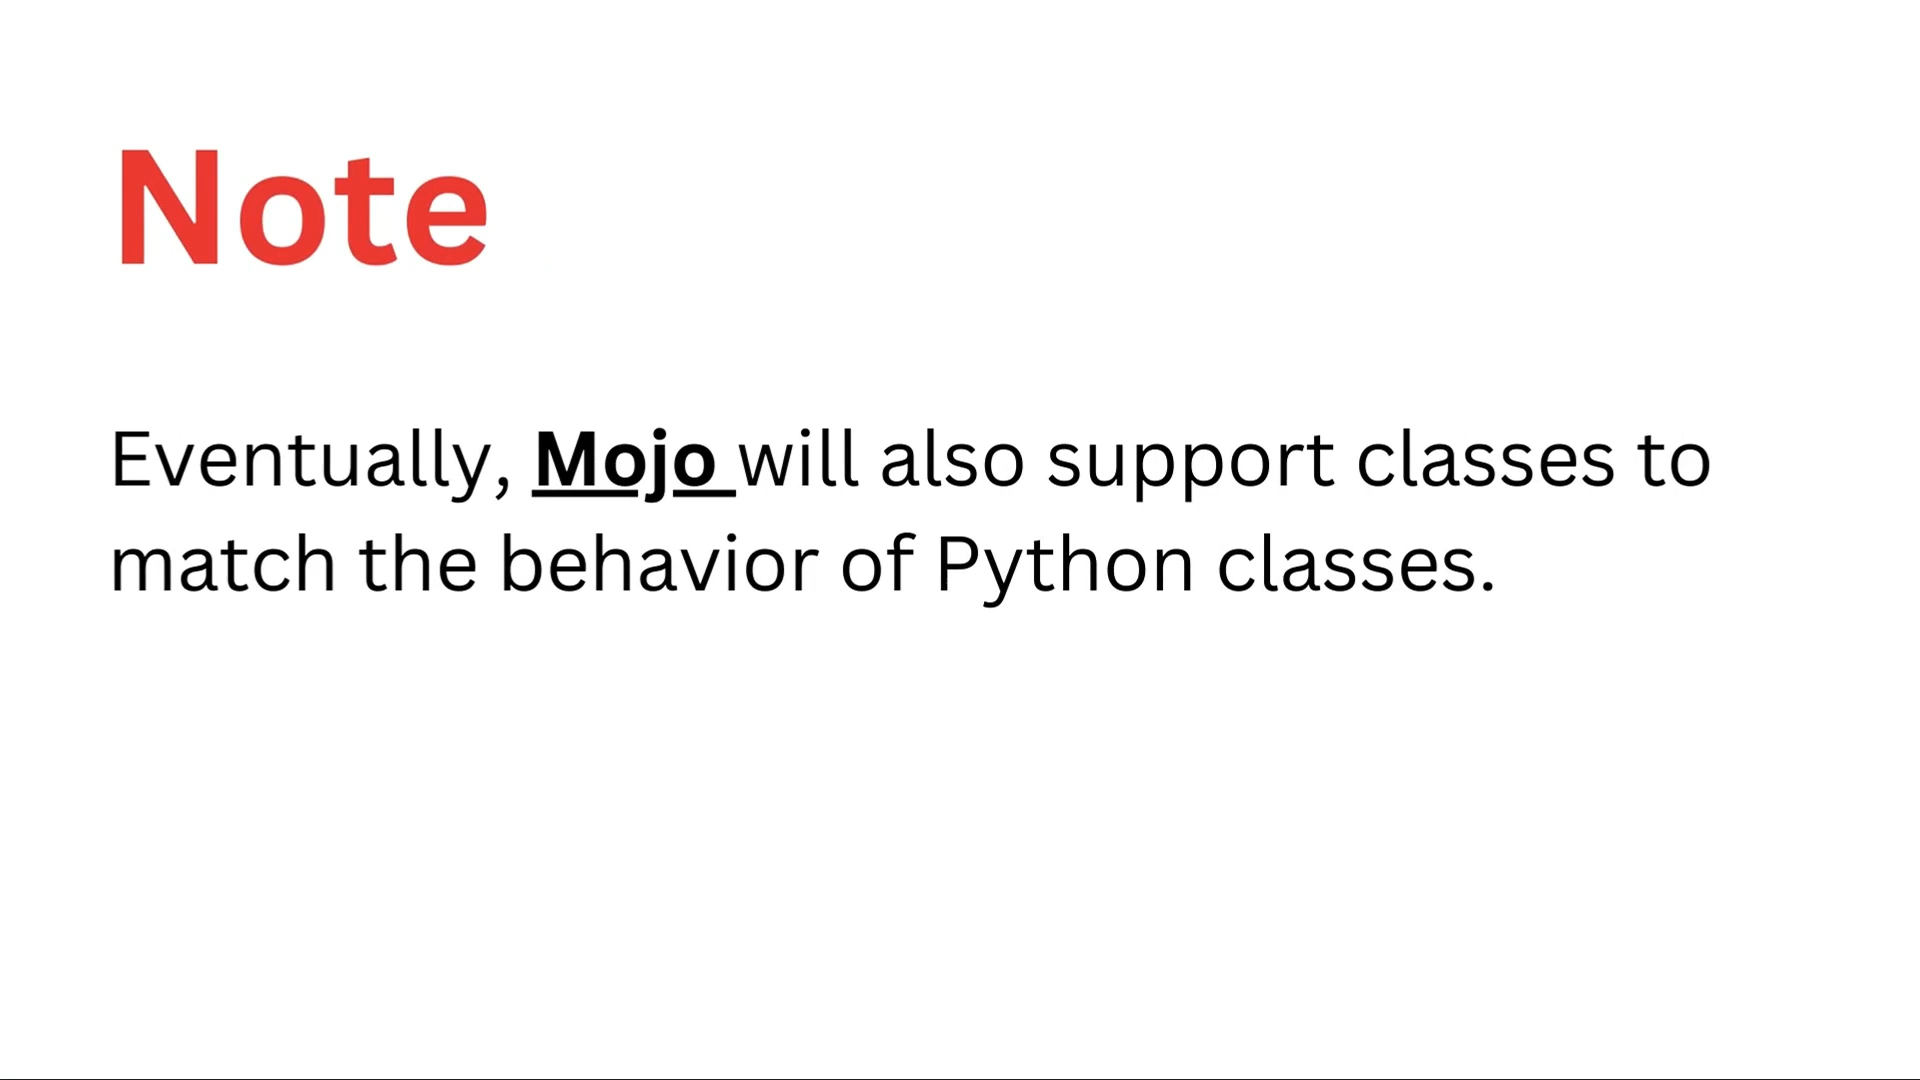 Note
Eventually, Mojo will also support classes to
match the behavior of Python classes.